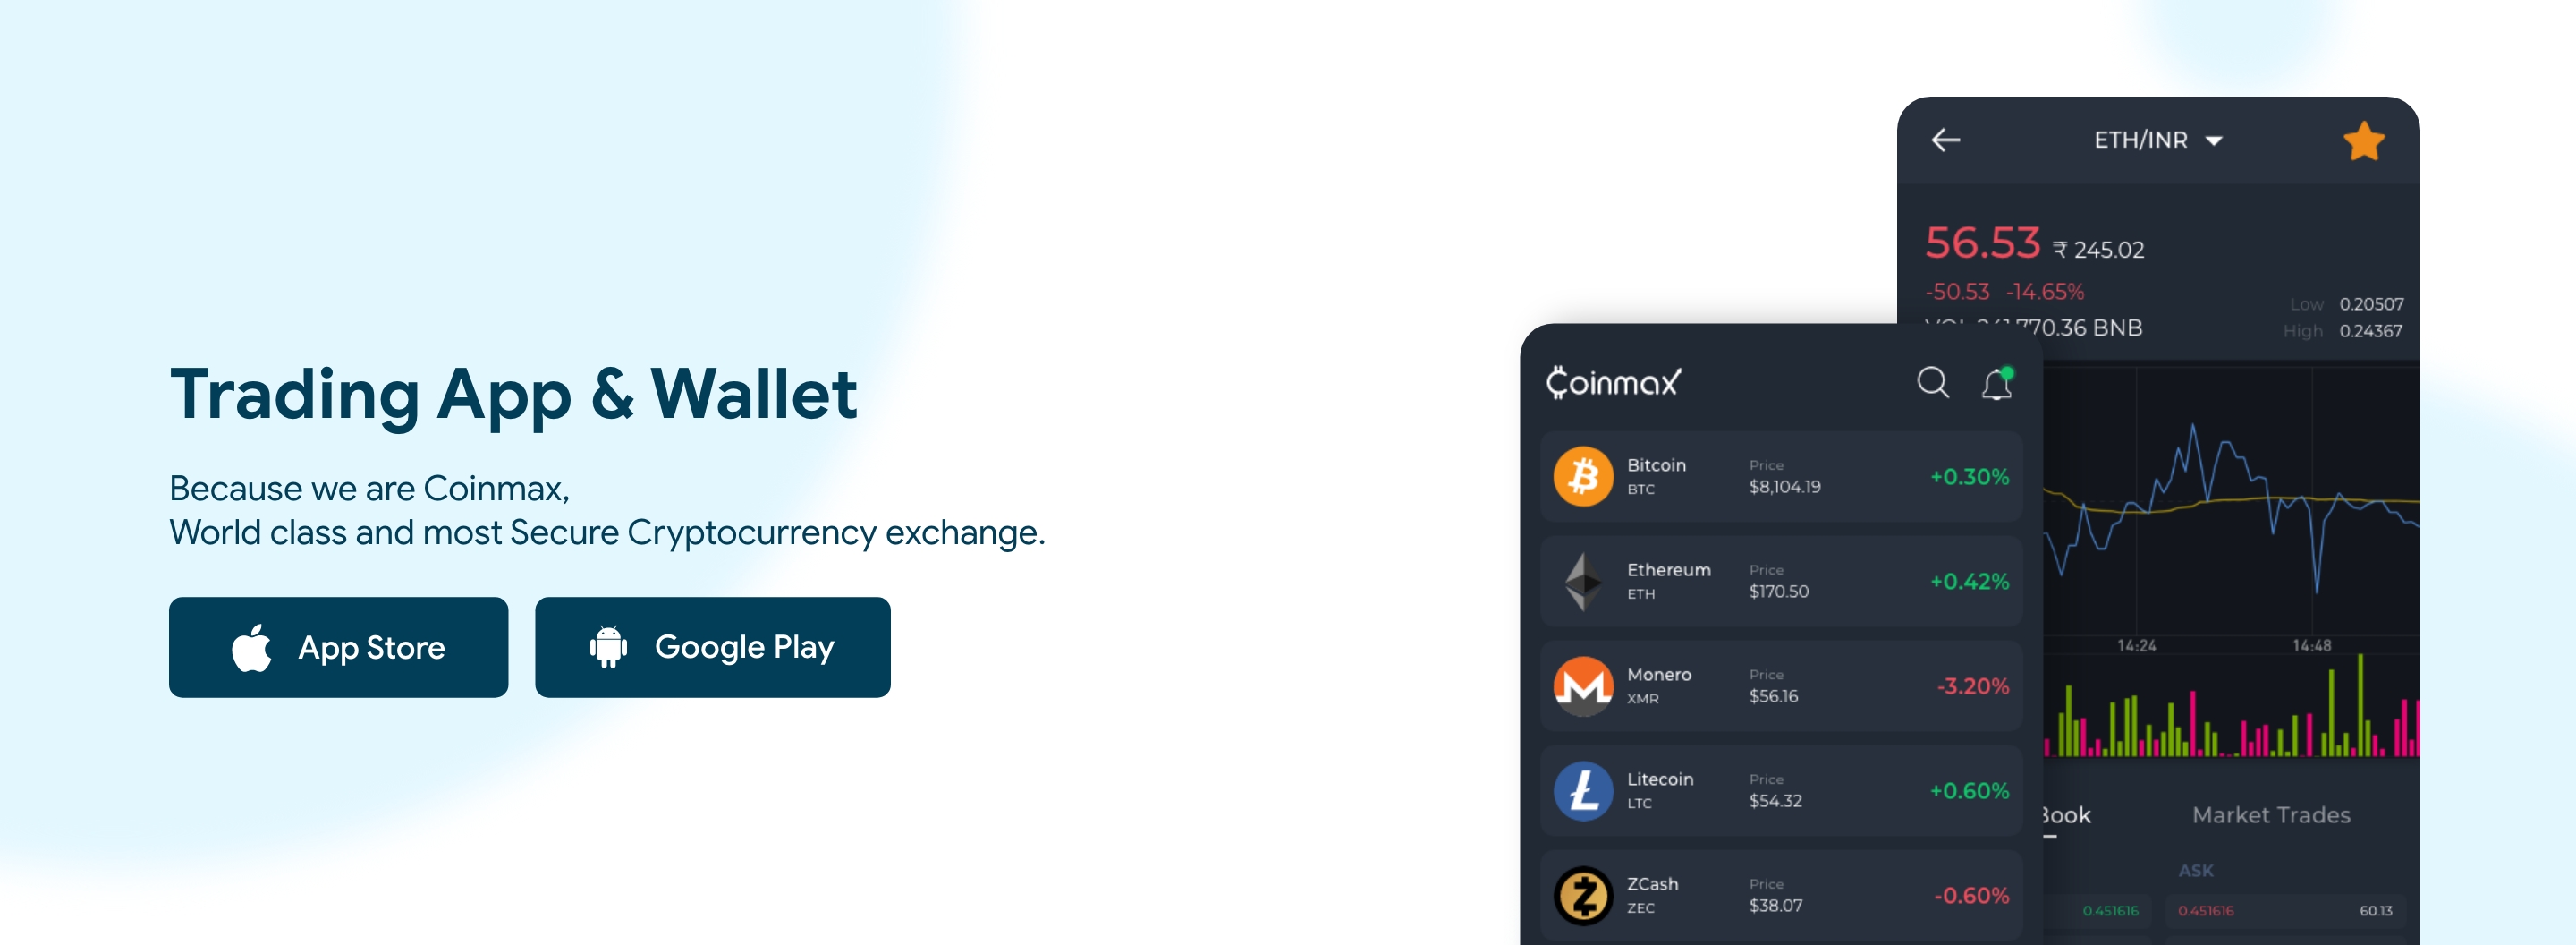 Trading App & Wallet
Because we are Coinmax,
World class and most Secure Cryptocurrency exchange.
App Store
Google Play
ETH/INR
56.53 ₹ 245.02
-50.53 -14.65%
Low 0.20507
770.36 BNB
High 0.24367
14:24 14:48
Book Market Trades
ASK
0.451616 0.451616 60.13
Coinmax
Bitcoin Price
BTC $8,104.19 +0.30%
Ethereum Price
ETH $170.50 +0.42%
Monero Price
XMR $56.16 -3.20%
Litecoin Price
LTC $54.32 +0.60%
ZCash Price
ZEC $38.07 -0.60%